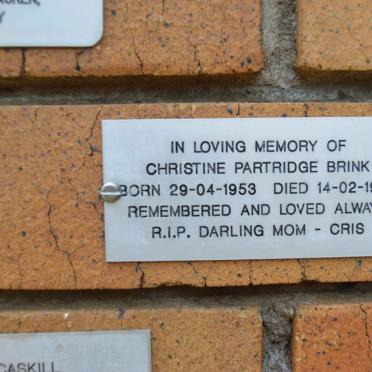 IN LOVING MEMORY OF
CHRISTINE PARTRIDGE BRINK
BORN 29-04-1953 DIED 14-02-19
REMEMBERED AND LOVED ALWAY
R.I.P. DARLING MOM - CRIS
CASKILL